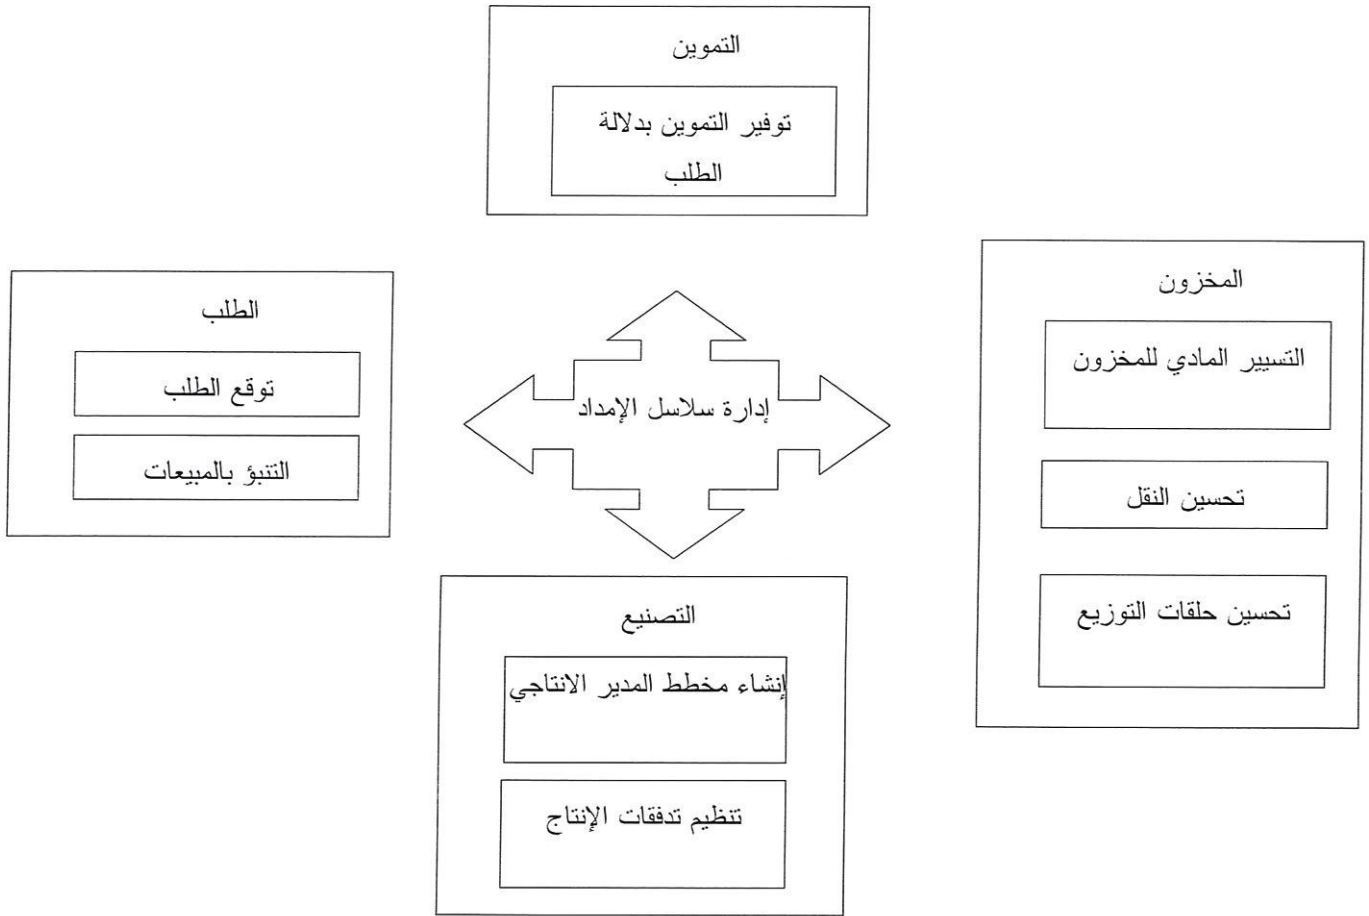 التموين
توفير التموين بدلالة
الطلب
المخزون
التسيير المادي للمخزون
تحسين النقل
تحسين حلقات التوزيع
إدارة سلاسل الإمداد
الطلب
توقع الطلب
التنبؤ بالمبيعات
التصنيع
إنشاء مخطط المدير الانتاجي
تنظيم تدفقات الإنتاج